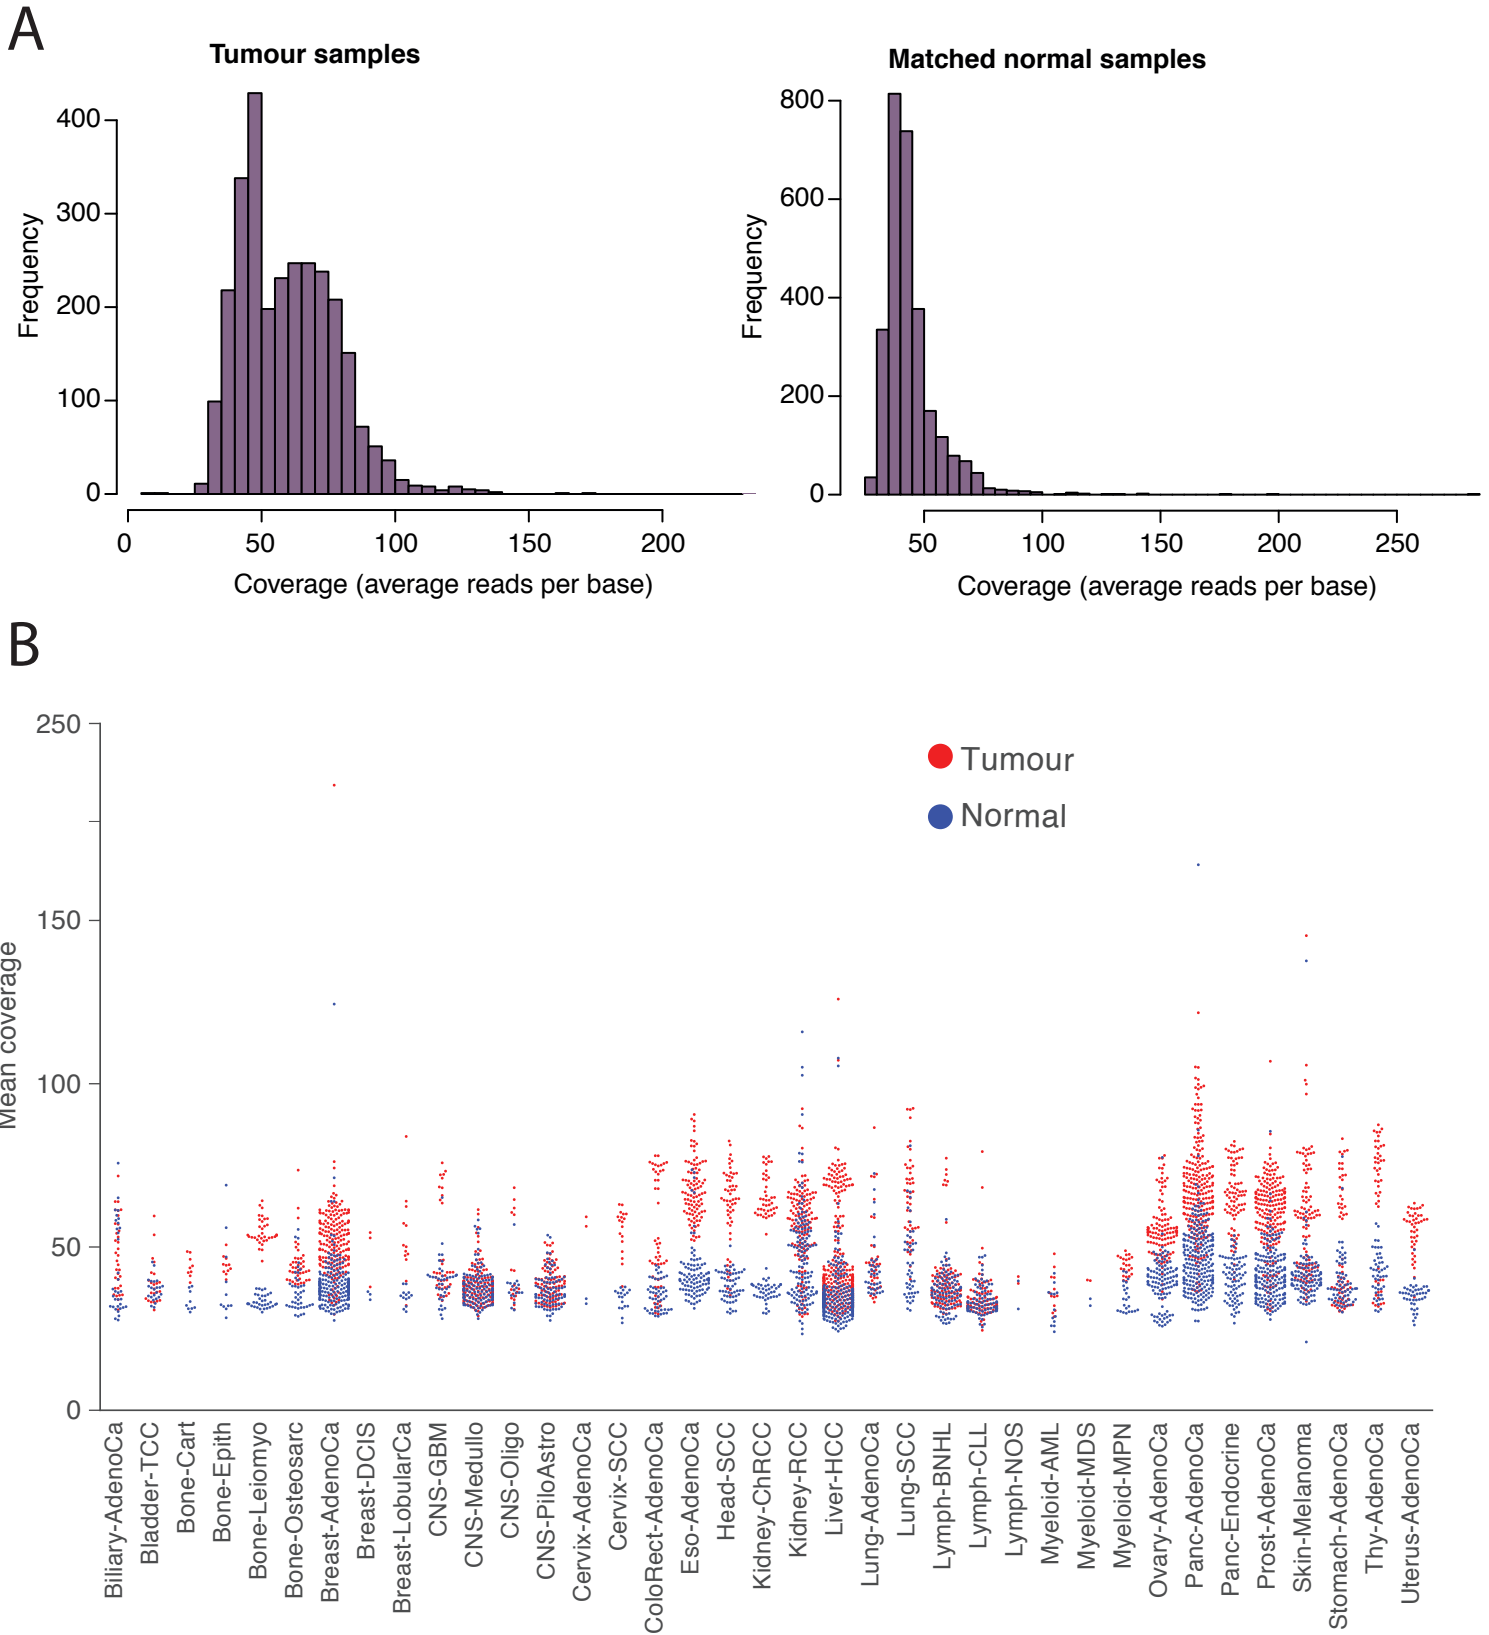 A
Tumour samples
Matched normal samples
Frequency
400
300
200
100
0
0 50 100 150 200
Coverage (average reads per base)
Frequency
800
600
400
200
0
50 100 150 200 250
Coverage (average reads per base)
B
Mean coverage
250
150
100
50
0
Tumour
Normal
Biliary-AdenoCa
Bladder-TCC
Bone-Cart
Bone-Epith
Bone-Leiomyo
Bone-Osteosarc
Breast-AdenoCa
Breast-DCIS
Breast-LobularCa
CNS-GBM
CNS-Medullo
CNS-Oligo
CNS-PiloAstro
Cervix-AdenoCa
Cervix-SCC
ColoRect-AdenoCa
Eso-AdenoCa
Head-SCC
Kidney-ChRCC
Kidney-RCC
Liver-HCC
Lung-AdenoCa
Lung-SCC
Lymph-BNHL
Lymph-CLL
Lymph-NOS
Myeloid-AML
Myeloid-MDS
Myeloid-MPN
Ovary-AdenoCa
Panc-AdenoCa
Panc-Endocrine
Prost-AdenoCa
Skin-Melanoma
Stomach-AdenoCa
Thy-AdenoCa
Uterus-AdenoCa